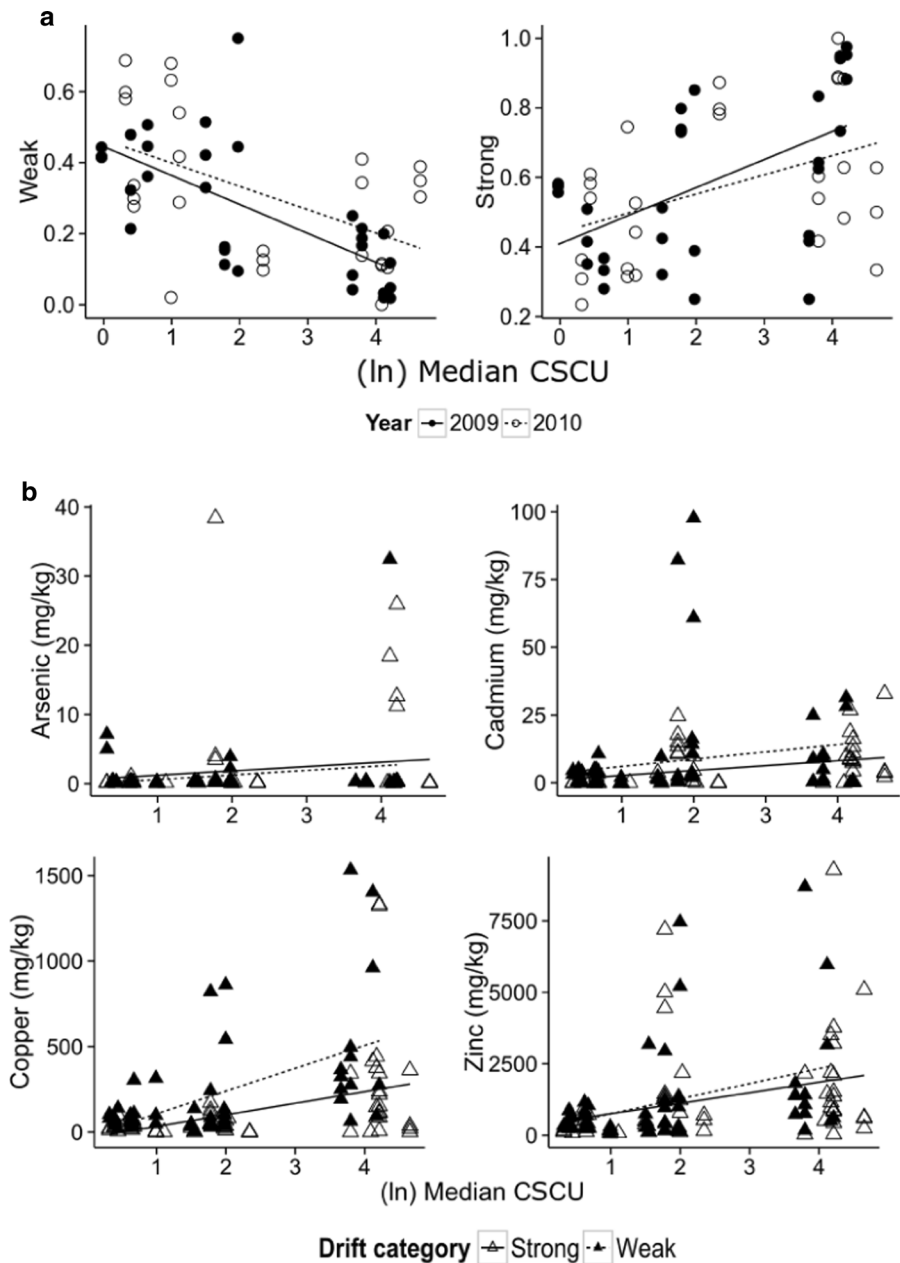 a
Weak
0.6
0.4
0.2
0.0
0 1 2 3 4
Strong
1.0
0.8
0.6
0.4
0.2
0 1 2 3 4
(ln) Median CSCU
Year 2009 2010
b
Arsenic (mg/kg)
40
30
20
10
0
1 2 3 4
Cadmium (mg/kg)
100
75
50
25
0
1 2 3 4
Copper (mg/kg)
1500
1000
500
0
1 2 3 4
Zinc (mg/kg)
7500
5000
2500
0
1 2 3 4
(ln) Median CSCU
Drift category Strong Weak